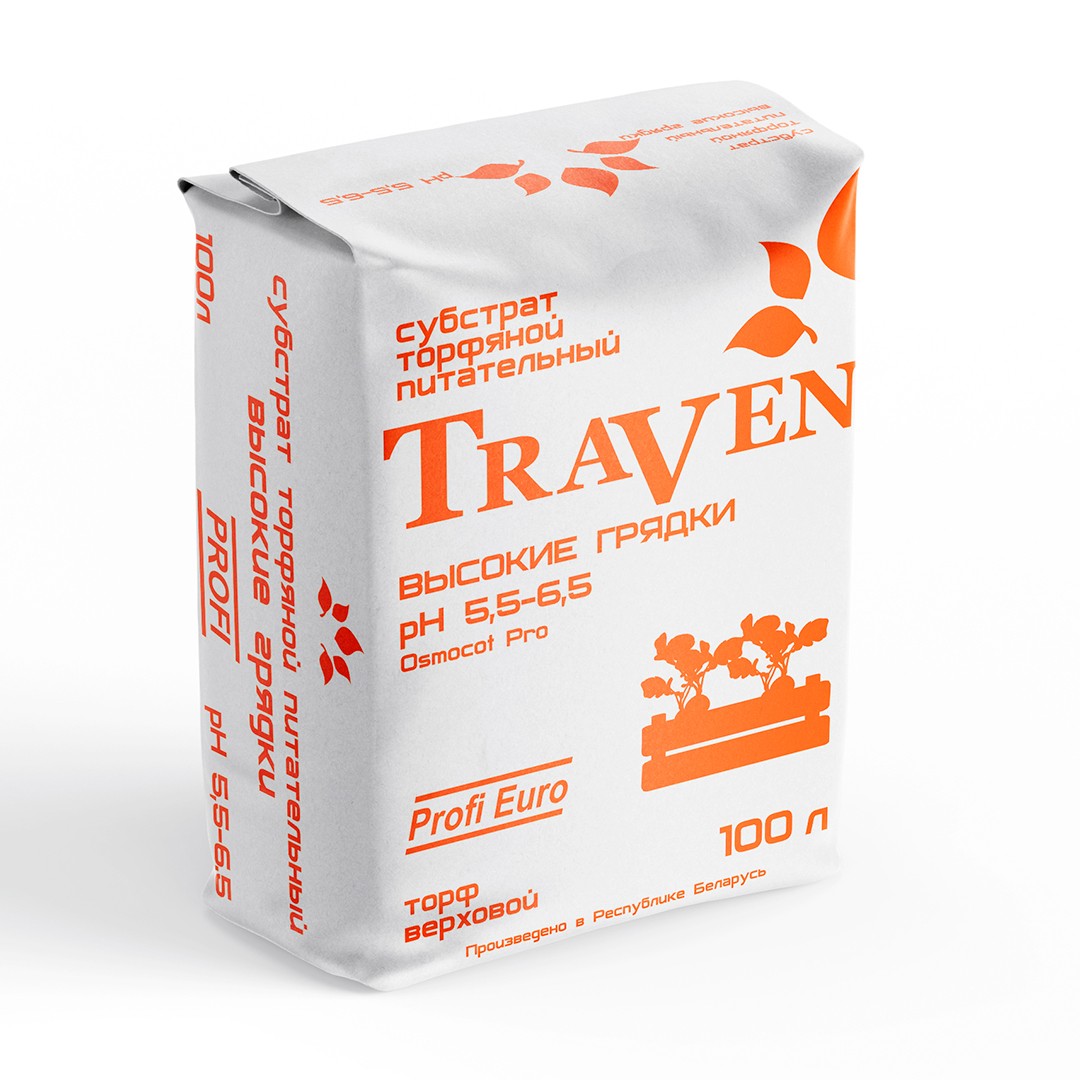 субстрат
торфяной
питательный
высокие грядки
pH 5,5-6,5
субстрат
торфяной
питательный
TRAVEN
ВЫСОКИЕ ГРЯДКИ
pH 5,5-6,5
Osmocot Pro
Profi Euro
100 л
торф
верховой
Произведено в Республике Беларусь
100л
PROFI
pH 5,5-6.5
субстрат торфяной питательный
высокие грядки